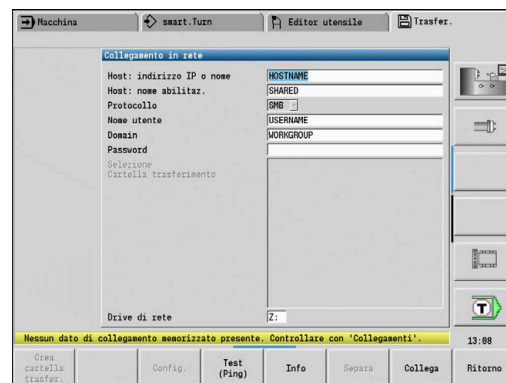 Macchina
smart.Turn
Editor utensile
Trasfer.
Collegamento in rete
Host: indirizzo IP o nome
HOSTNAME
Host: nome abilitaz.
SHARED
Protocollo
SMB
Nome utente
USERNAME
Domain
WORKGROUP
Password
Selezione
Cartella trasferimento
Drive di rete
Z:
Nessun dato di collegamento memorizzato presente. Controllare con 'Collegamenti'.
13:08
Crea
cartella
trasfer.
Config.
Test
(Ping)
Info
Separa
Collega
Ritorno
T